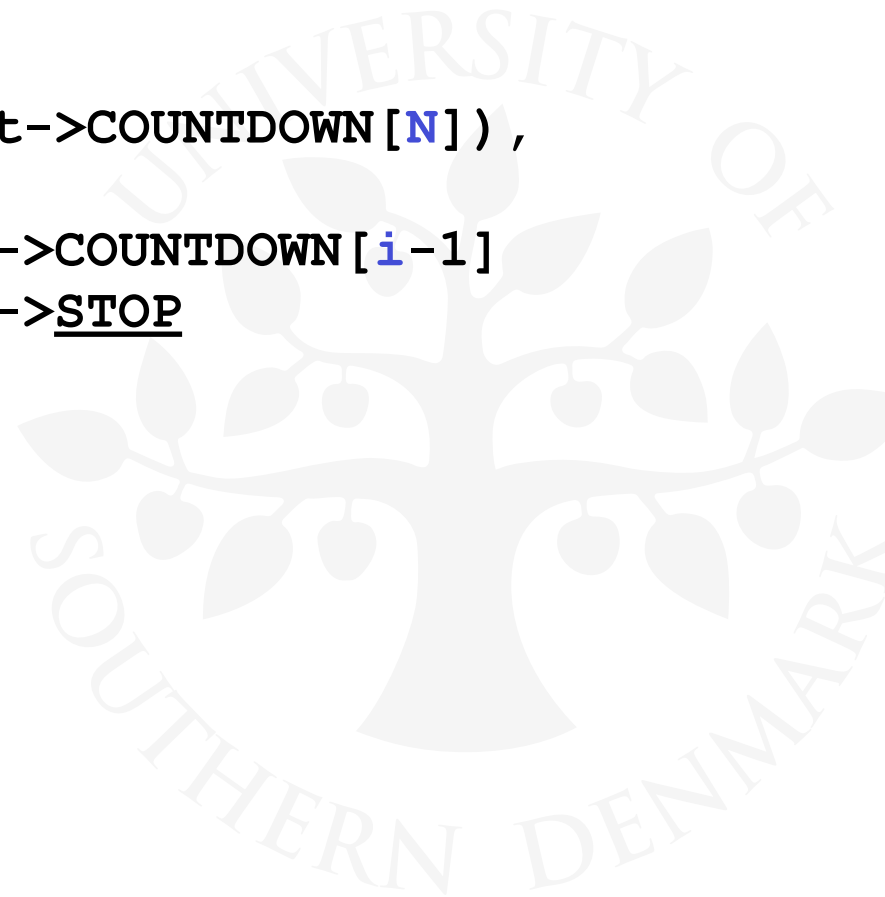 t->COUNTDOWN[N]),
->COUNTDOWN[i-1]
->STOP
UNIVERSITY OF
SOUTHERN DENMARK